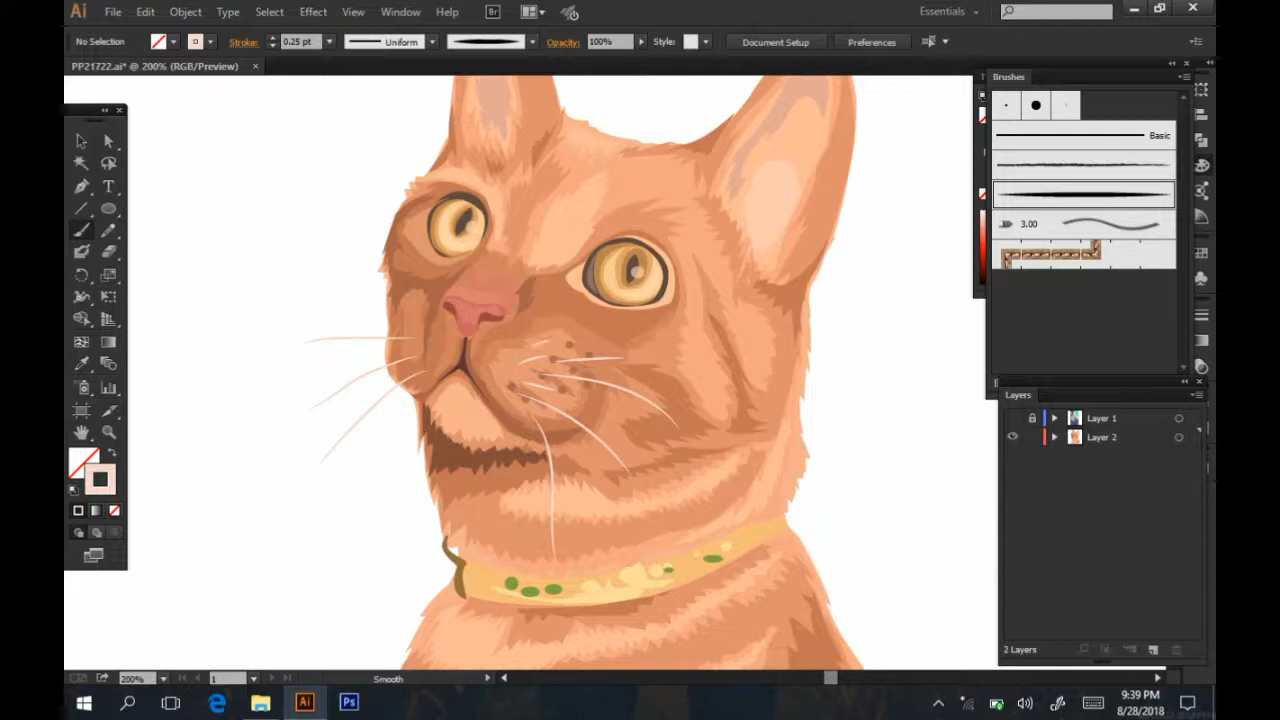 Ai File Edit Object Type Select Effect View Window Help Br Essentials
No Selection Stroke: 0.25 pt Uniform Opacity: 100% Style: Document Setup Preferences
PP21722.ai* @ 200% (RGB/Preview) ×
Brushes
Basic
3.00
Layers
Layer 1
Layer 2
2 Layers
200% 1 Smooth
Ai Ps
9:39 PM
8/28/2018